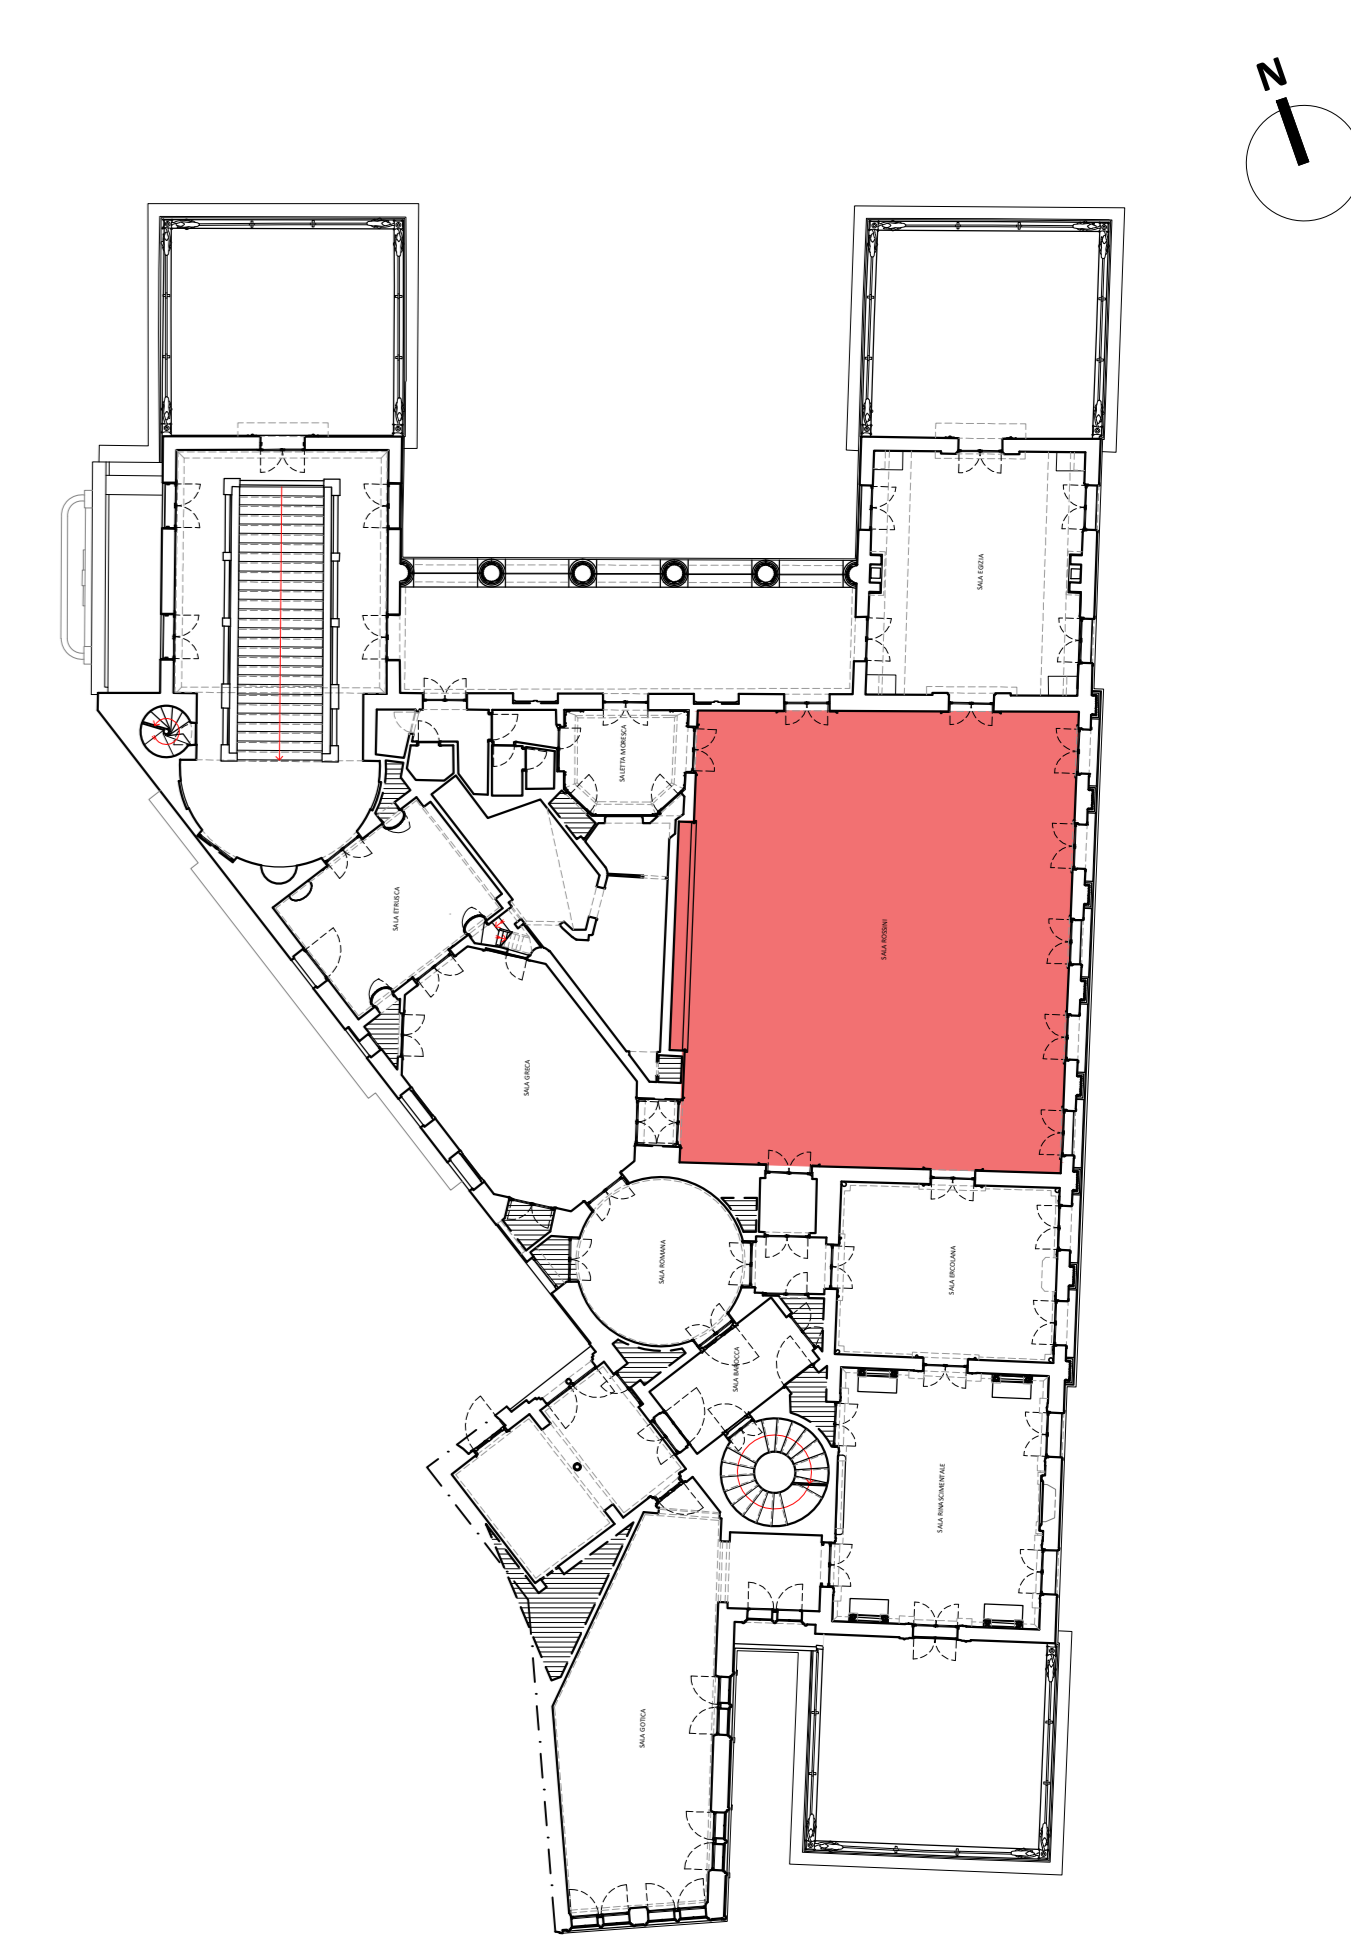 N
SALA EGIZIA
SALETTA MORESCA
SALA ETRUSCA
SALA ROSSINI
SALA GRECA
SALA ROMANA
SALA ERCOLANA
SALA BAROCCA
SALA RINASCIMENTALE
SALA GOTICA